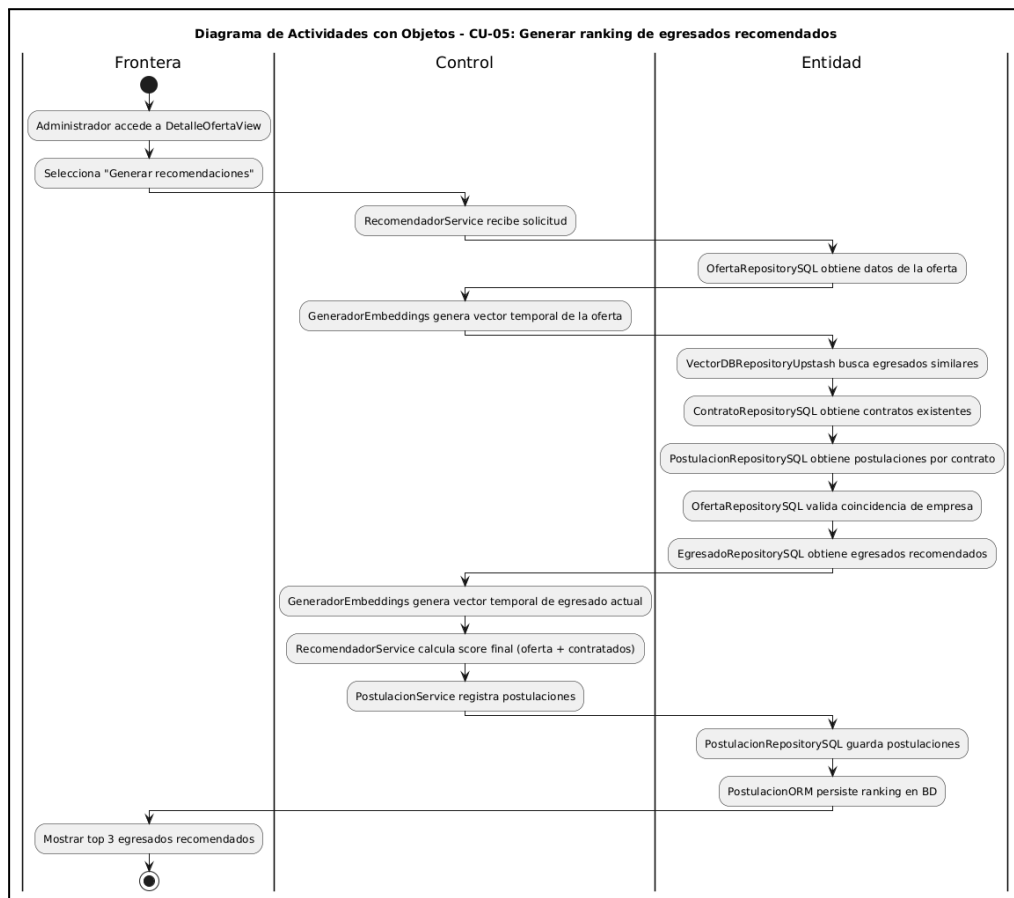 Diagrama de Actividades con Objetos - CU-05: Generar ranking de egresados recomendados
Frontera
Control
Entidad
Administrador accede a DetalleOfertaView
Selecciona "Generar recomendaciones"
RecomendadorService recibe solicitud
OfertaRepositorySQL obtiene datos de la oferta
GeneradorEmbeddings genera vector temporal de la oferta
VectorDBRepositoryUpstash busca egresados similares
ContratoRepositorySQL obtiene contratos existentes
PostulacionRepositorySQL obtiene postulaciones por contrato
OfertaRepositorySQL valida coincidencia de empresa
EgresadoRepositorySQL obtiene egresados recomendados
GeneradorEmbeddings genera vector temporal de egresado actual
RecomendadorService calcula score final (oferta + contratados)
PostulacionService registra postulaciones
PostulacionRepositorySQL guarda postulaciones
PostulacionORM persiste ranking en BD
Mostrar top 3 egresados recomendados